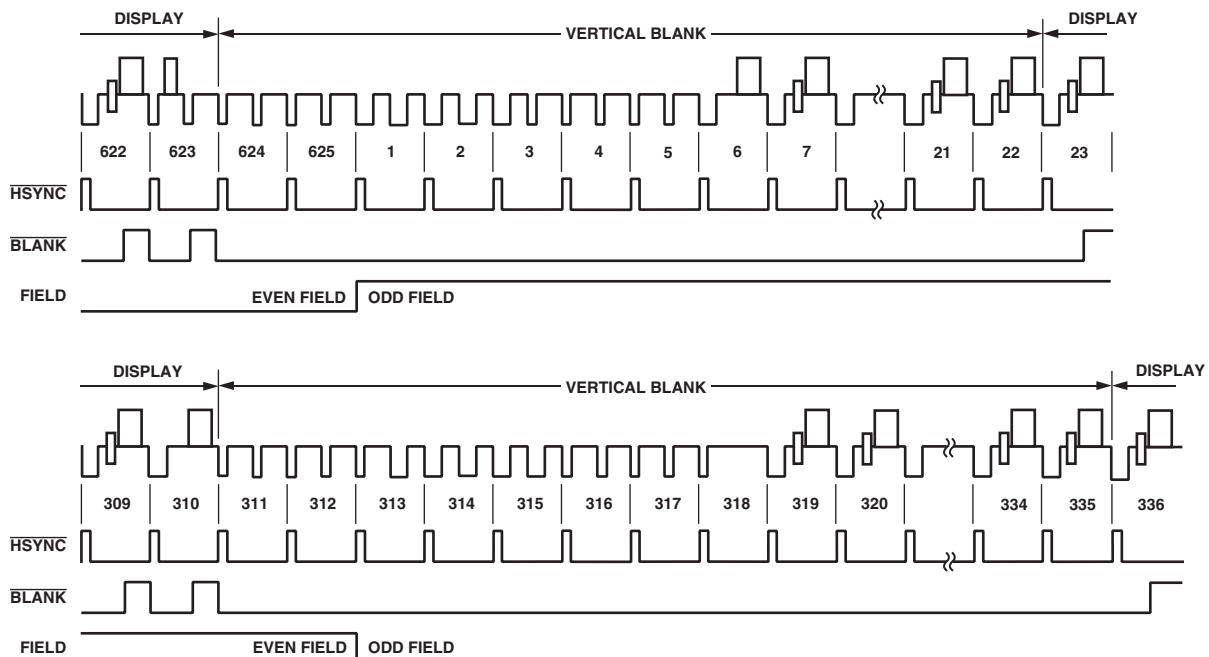 DISPLAY VERTICAL BLANK DISPLAY
622 623 624 625 1 2 3 4 5 6 7 21 22 23
HSYNC
BLANK
FIELD EVEN FIELD ODD FIELD
DISPLAY VERTICAL BLANK DISPLAY
309 310 311 312 313 314 315 316 317 318 319 320 334 335 336
HSYNC
BLANK
FIELD EVEN FIELD ODD FIELD